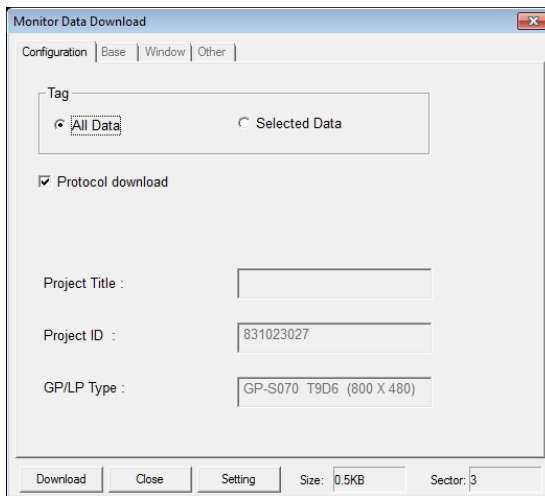 Monitor Data Download
Configuration Base Window Other
Tag
All Data Selected Data
Protocol download
Project Title :
Project ID : 831023027
GP/LP Type : GP-S070 T9D6 (800 X 480)
Download Close Setting Size: 0.5KB Sector: 3